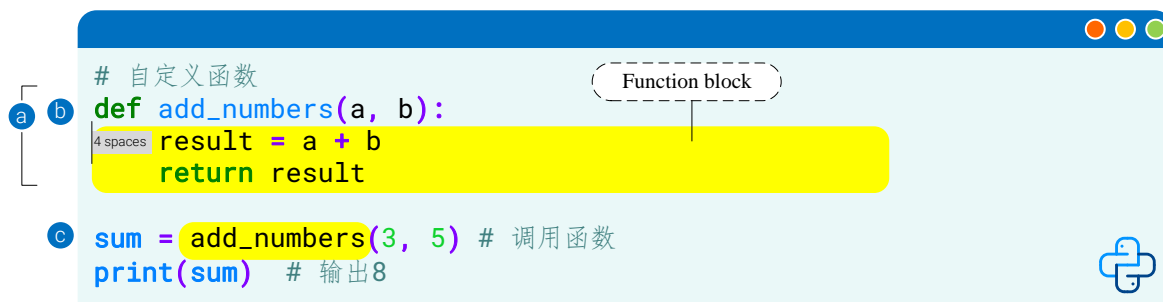 # 自定义函数
Function block
a b def add_numbers(a, b):
4 spaces result = a + b
return result
c sum = add_numbers(3, 5) # 调用函数
print(sum) # 输出8